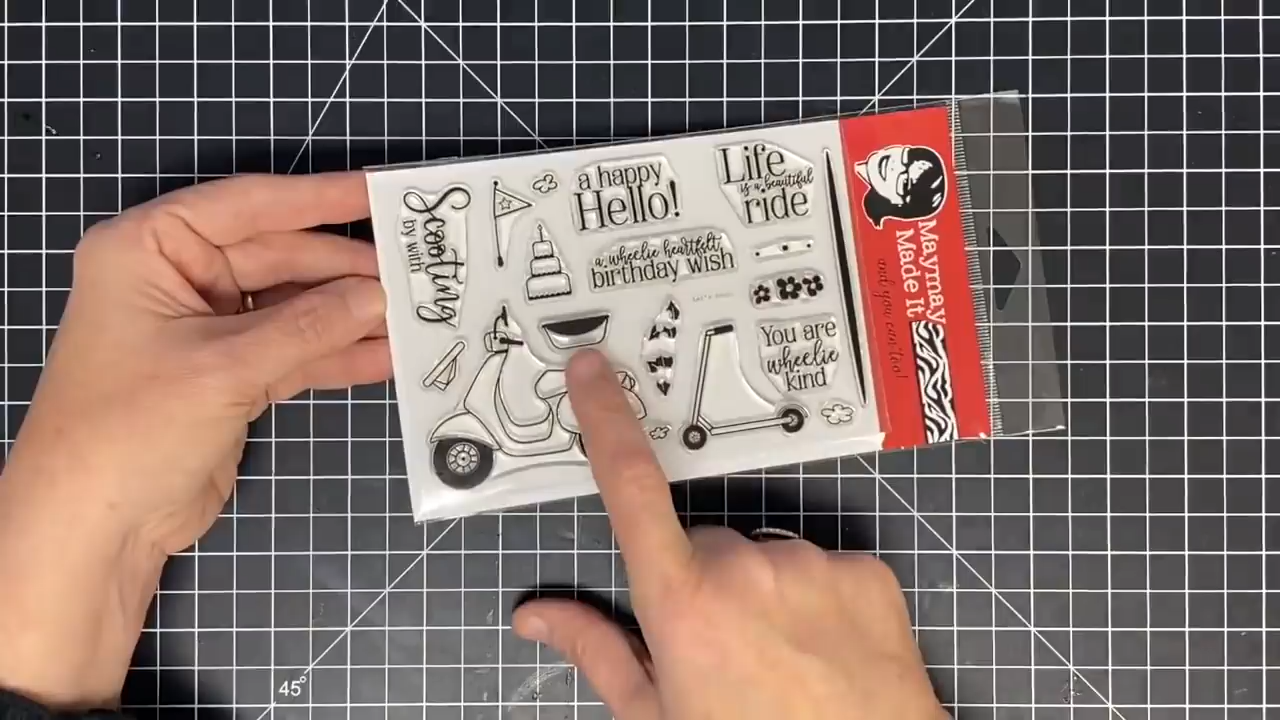 Scooting
by with
a happy
Hello!
Life
is a beautiful
ride
a wheelie heartfelt
birthday wish
You are
wheelie
kind
Maymay
Made It
and you can too!
45°